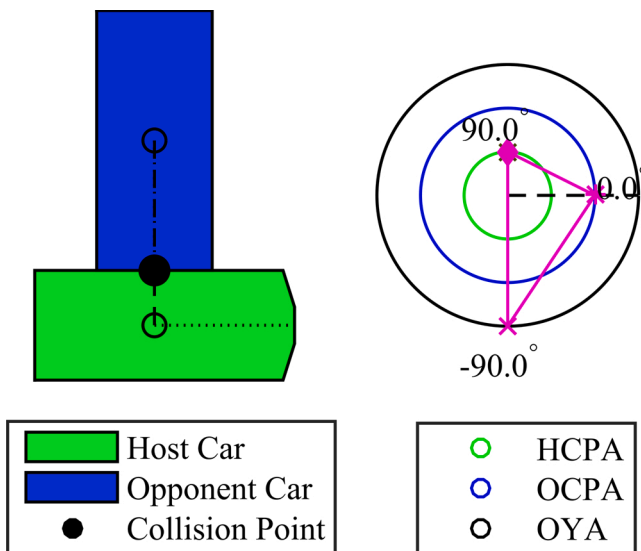 90.0°
0.0°
-90.0°
Host Car
Opponent Car
Collision Point
HCPA
OCPA
OYA